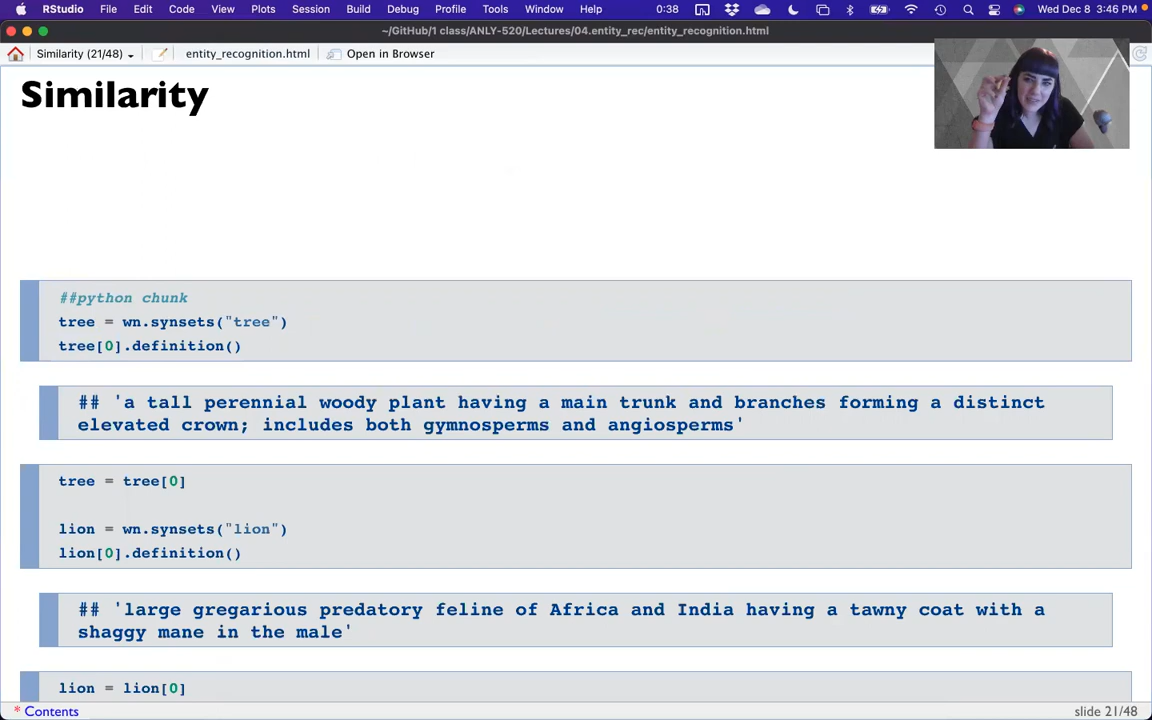 RStudio File Edit Code View Plots Session Build Debug Profile Tools Window Help 0:38 Wed Dec 8 3:46 PM
~/GitHub/1 class/ANLY-520/Lectures/04.entity_rec/entity_recognition.html
Similarity (21/48) entity_recognition.html Open in Browser
Similarity
##python chunk
tree = wn.synsets("tree")
tree[0].definition()
## 'a tall perennial woody plant having a main trunk and branches forming a distinct
elevated crown; includes both gymnosperms and angiosperms'
tree = tree[0]
lion = wn.synsets("lion")
lion[0].definition()
## 'large gregarious predatory feline of Africa and India having a tawny coat with a
shaggy mane in the male'
lion = lion[0]
* Contents
slide 21/48